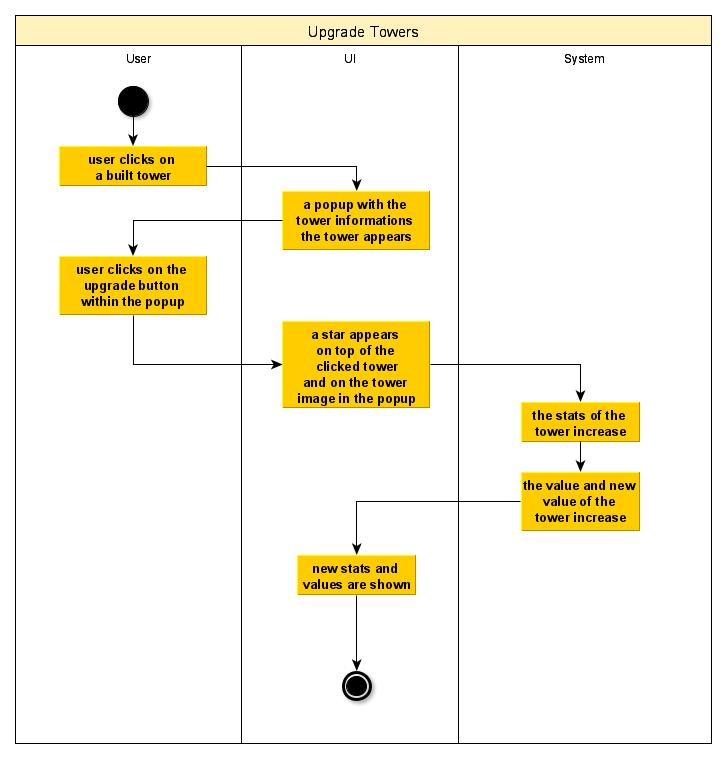 Upgrade Towers
User
UI
System
user clicks on
a built tower
a popup with the
tower informations
the tower appears
user clicks on the
upgrade button
within the popup
a star appears
on top of the
clicked tower
and on the tower
image in the popup
the stats of the
tower increase
the value and new
value of the
tower increase
new stats and
values are shown